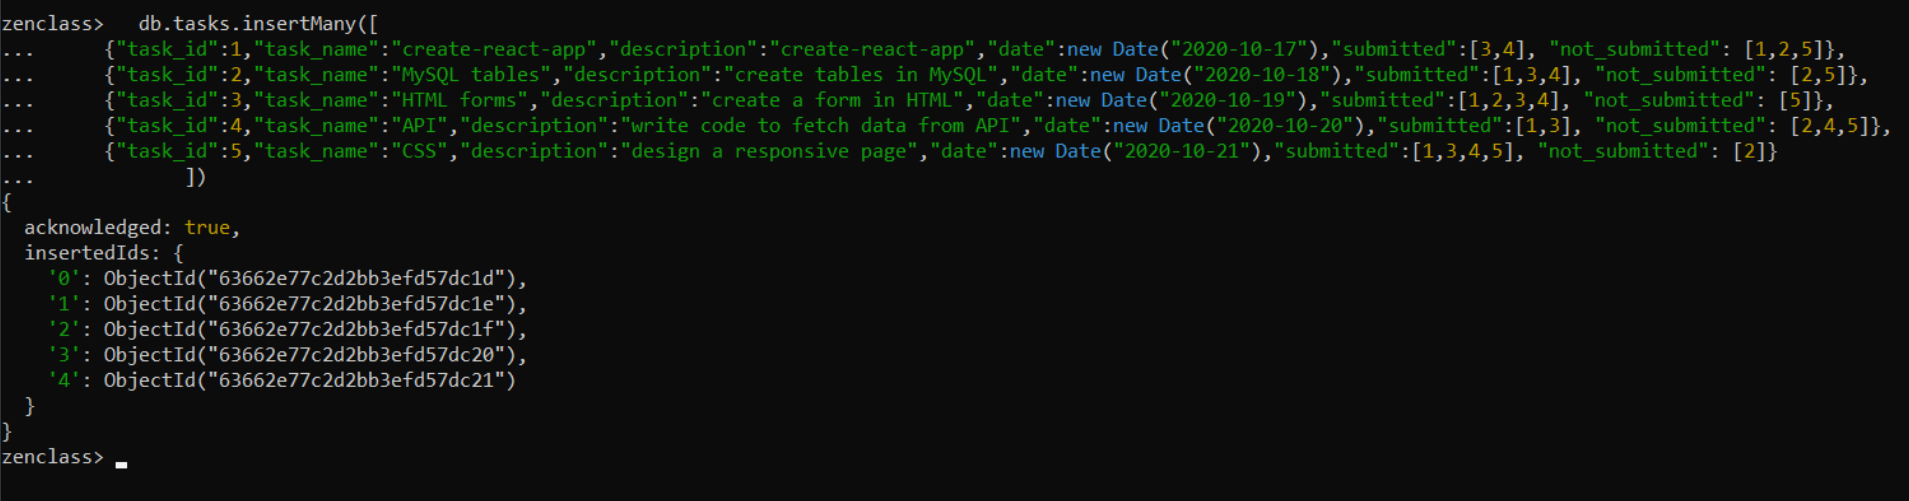 zenclass>   db.tasks.insertMany([
...      {"task_id":1,"task_name":"create-react-app","description":"create-react-app","date":new Date("2020-10-17"),"submitted":[3,4], "not_submitted": [1,2,5]},
...      {"task_id":2,"task_name":"MySQL tables","description":"create tables in MySQL","date":new Date("2020-10-18"),"submitted":[1,3,4], "not_submitted": [2,5]},
...      {"task_id":3,"task_name":"HTML forms","description":"create a form in HTML","date":new Date("2020-10-19"),"submitted":[1,2,3,4], "not_submitted": [5]},
...      {"task_id":4,"task_name":"API","description":"write code to fetch data from API","date":new Date("2020-10-20"),"submitted":[1,3], "not_submitted": [2,4,5]},
...      {"task_id":5,"task_name":"CSS","description":"design a responsive page","date":new Date("2020-10-21"),"submitted":[1,3,4,5], "not_submitted": [2]}
...             ])
{
  acknowledged: true,
  insertedIds: {
    '0': ObjectId("63662e77c2d2bb3efd57dc1d"),
    '1': ObjectId("63662e77c2d2bb3efd57dc1e"),
    '2': ObjectId("63662e77c2d2bb3efd57dc1f"),
    '3': ObjectId("63662e77c2d2bb3efd57dc20"),
    '4': ObjectId("63662e77c2d2bb3efd57dc21")
  }
}
zenclass>